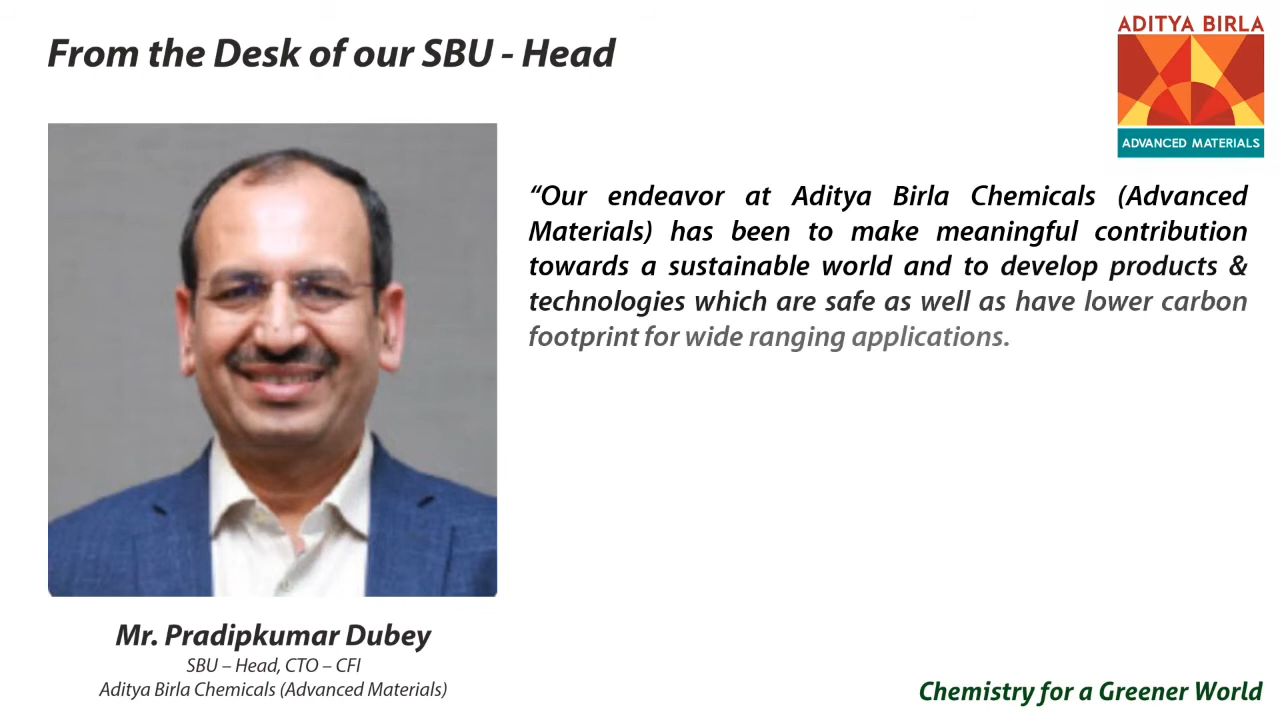 From the Desk of our SBU - Head
ADITYA BIRLA
ADVANCED MATERIALS
“Our endeavor at Aditya Birla Chemicals (Advanced
Materials) has been to make meaningful contribution
towards a sustainable world and to develop products &
technologies which are safe as well as have lower carbon
footprint for wide ranging applications.
Mr. Pradipkumar Dubey
SBU – Head, CTO – CFI
Aditya Birla Chemicals (Advanced Materials)
Chemistry for a Greener World